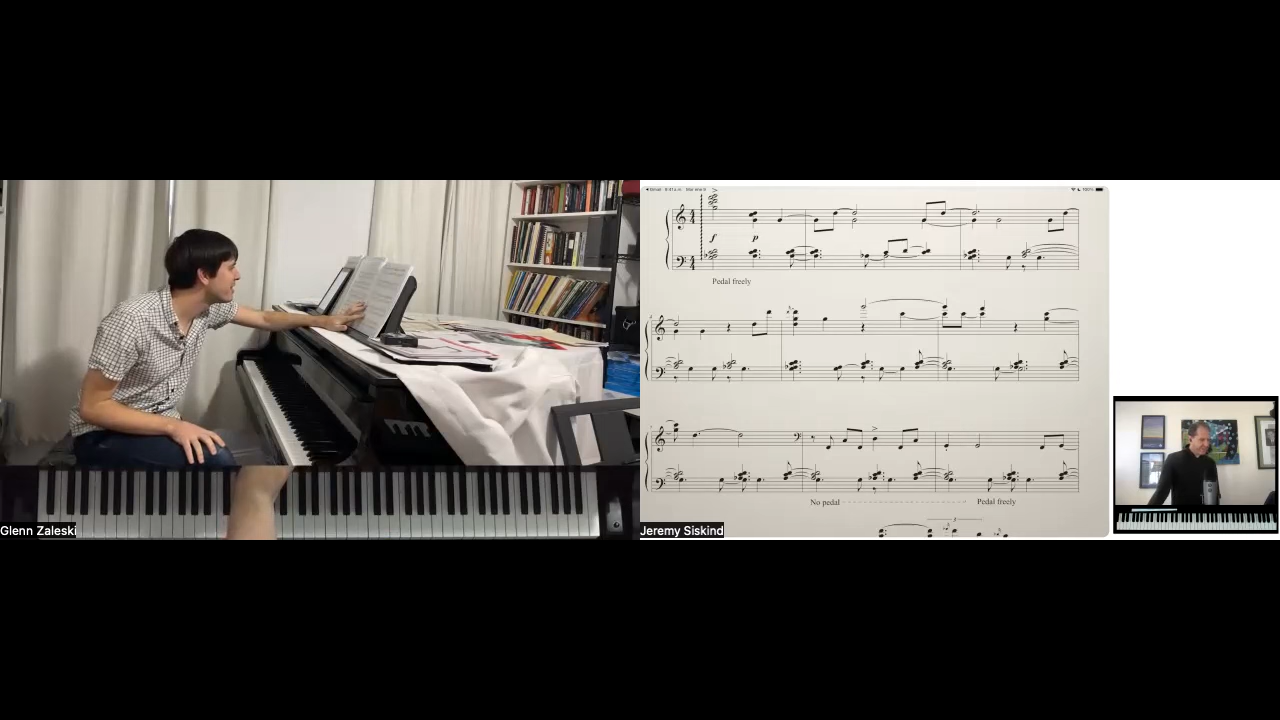 Pedal freely
No pedal
Pedal freely
Glenn Zaleski
Jeremy Siskind